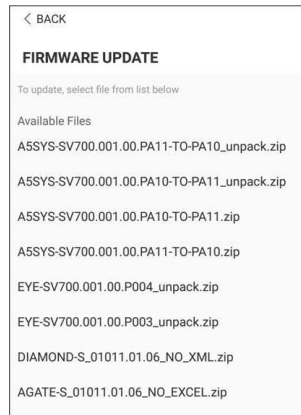 < BACK
FIRMWARE UPDATE
To update, select file from list below
Available Files
A5SYS-SV700.001.00.PA11-TO-PA10_unpack.zip
A5SYS-SV700.001.00.PA10-TO-PA11_unpack.zip
A5SYS-SV700.001.00.PA10-TO-PA11.zip
A5SYS-SV700.001.00.PA11-TO-PA10.zip
EYE-SV700.001.00.P004_unpack.zip
EYE-SV700.001.00.P003_unpack.zip
DIAMOND-S_01011.01.06_NO_XML.zip
AGATE-S_01011.01.06_NO_EXCEL.zip